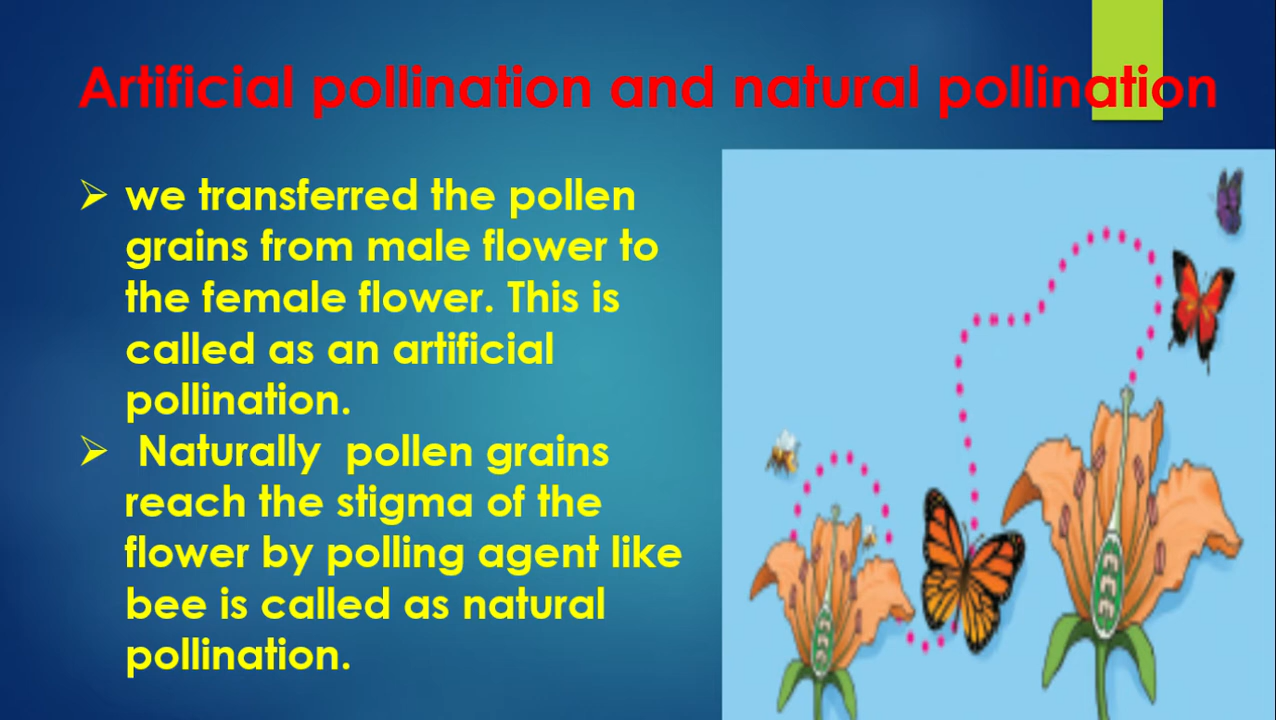 Artificial pollination and natural pollination
➢ we transferred the pollen
grains from male flower to
the female flower. This is
called as an artificial
pollination.
➢ Naturally pollen grains
reach the stigma of the
flower by polling agent like
bee is called as natural
pollination.